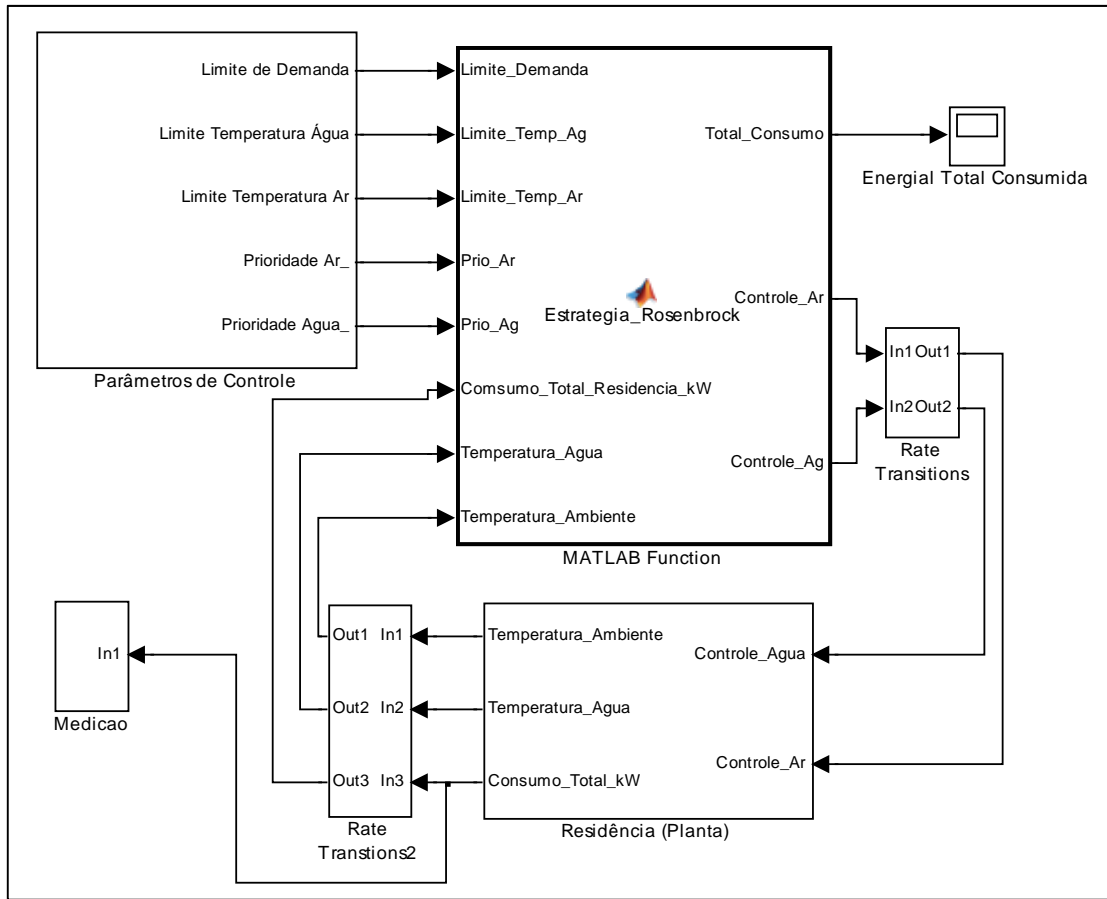 Limite de Demanda
Limite Temperatura Água
Limite Temperatura Ar
Prioridade Ar_
Prioridade Agua_
Parâmetros de Controle
Limite_Demanda
Limite_Temp_Ag
Limite_Temp_Ar
Prio_Ar
Prio_Ag
Comsumo_Total_Residencia_kW
Temperatura_Agua
Temperatura_Ambiente
Estrategia_Rosenbrock
Total_Consumo
Controle_Ar
Controle_Ag
MATLAB Function
Energial Total Consumida
In1 Out1
In2 Out2
Rate
Transitions
In1
Medicao
Out1 In1
Out2 In2
Out3 In3
Rate
Transtions2
Temperatura_Ambiente
Temperatura_Agua
Consumo_Total_kW
Controle_Agua
Controle_Ar
Residência (Planta)